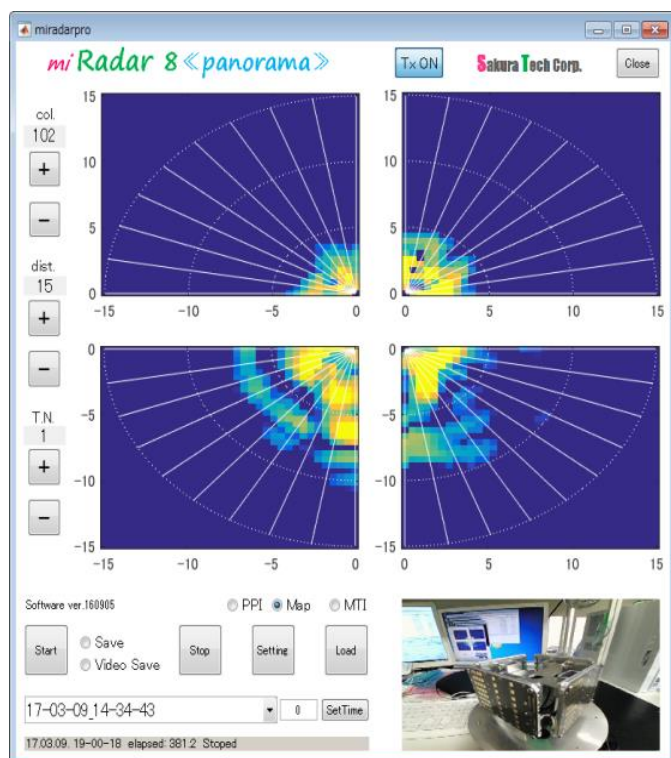 miradarpro
mi Radar 8 ≪panorama≫ Tx ON Sakura Tech Corp. Close
col.
102
+
−
dist.
15
+
−
T.N.
1
+
−
15
10
5
0
−15 −10 −5 0
15
10
5
0
0 5 10 15
0
−5
−10
−15
−15 −10 −5 0
0
−5
−10
−15
0 5 10 15
Software ver.160905 PPI Map MTI
Start Save Stop Setting Load
Video Save
17-03-09_14-34-43 0 SetTime
17.03.09. 19-00-18 elapsed: 381.2 Stoped